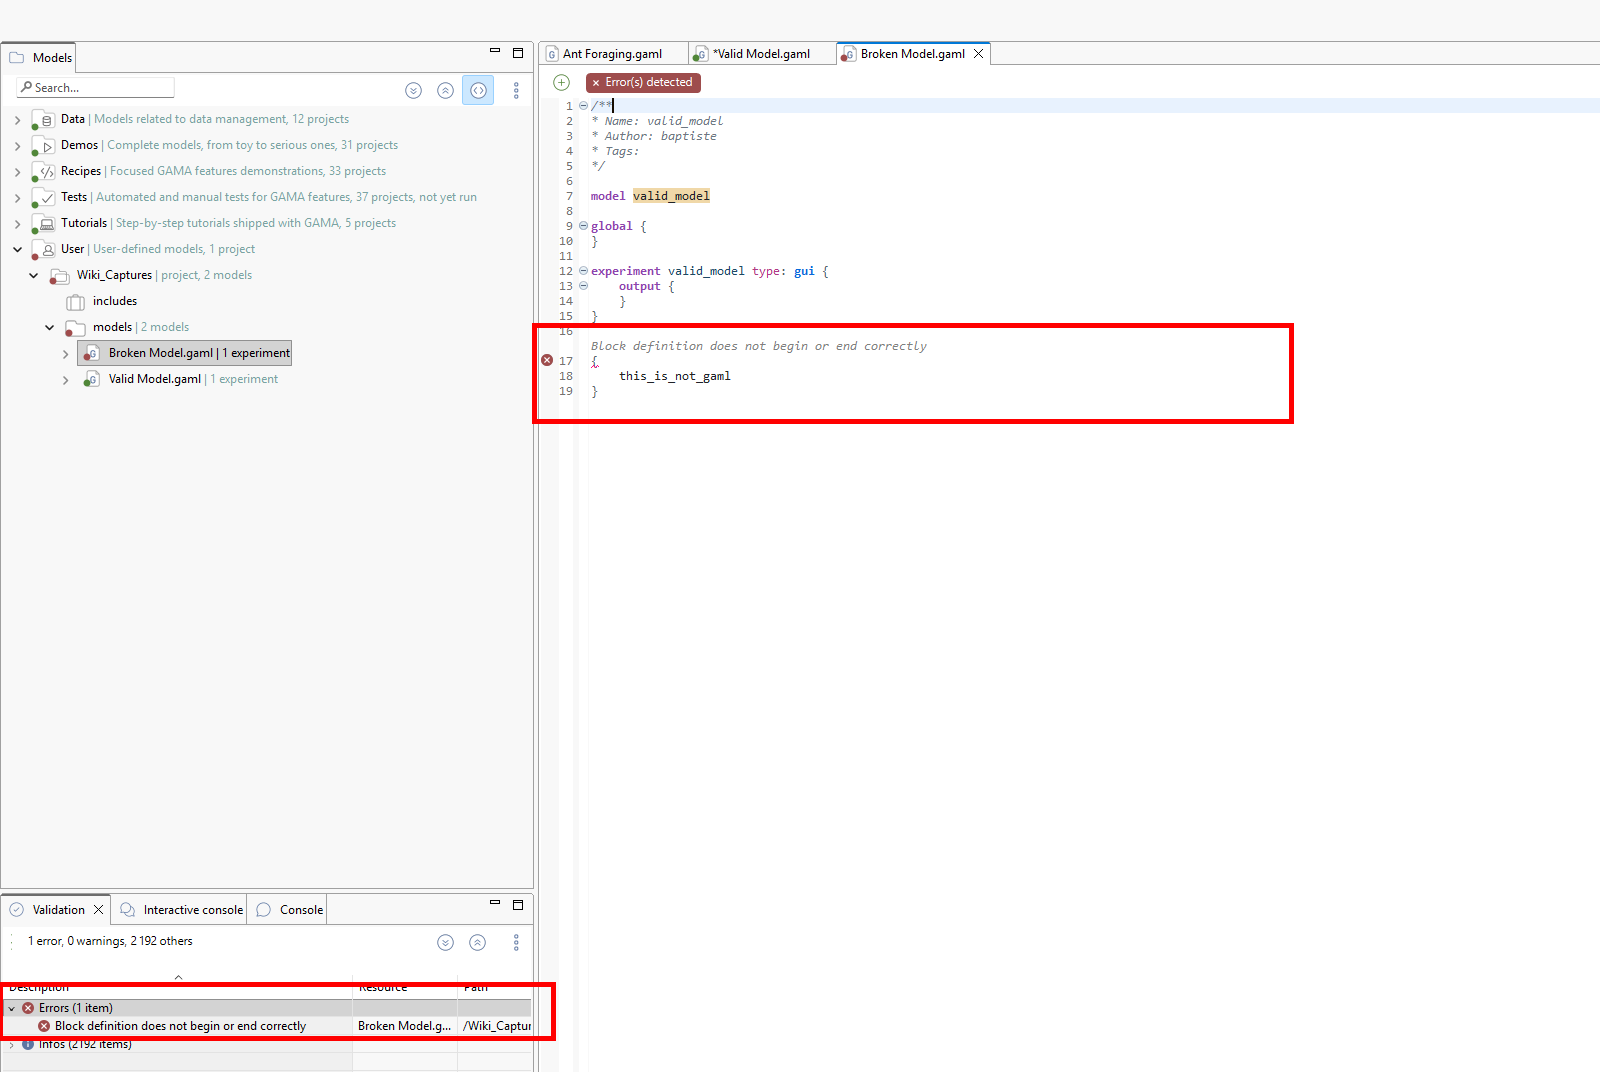 Models
Search...
Data | Models related to data management, 12 projects
Demos | Complete models, from toy to serious ones, 31 projects
Recipes | Focused GAMA features demonstrations, 33 projects
Tests | Automated and manual tests for GAMA features, 37 projects, not yet run
Tutorials | Step-by-step tutorials shipped with GAMA, 5 projects
User | User-defined models, 1 project
Wiki_Captures | project, 2 models
includes
models | 2 models
Broken Model.gaml | 1 experiment
Valid Model.gaml | 1 experiment
Ant Foraging.gaml
*Valid Model.gaml
Broken Model.gaml
Error(s) detected
1 /**
2 * Name: valid_model
3 * Author: baptiste
4 * Tags:
5 */
6
7 model valid_model
8
9 global {
10 }
11
12 experiment valid_model type: gui {
13 output {
14 }
15 }
16
Block definition does not begin or end correctly
17 {
18 this_is_not_gaml
19 }
Validation
Interactive console
Console
1 error, 0 warnings, 2 192 others
Description Resource Path
Errors (1 item)
Block definition does not begin or end correctly Broken Model.g... /Wiki_Captur
Infos (2192 items)